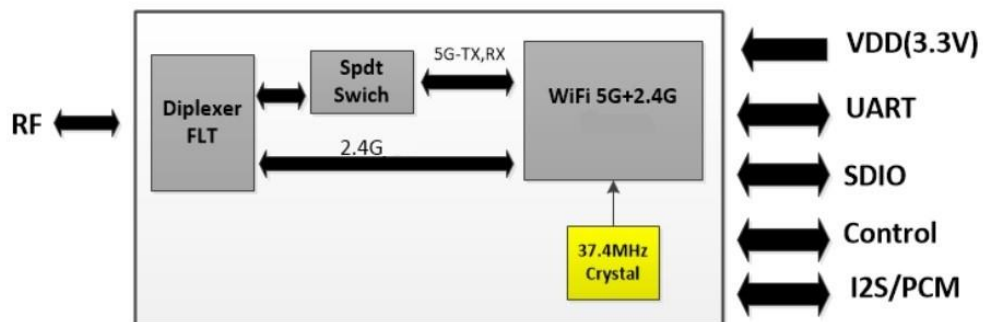 RF
Diplexer
FLT
Spdt
Swich
5G-TX,RX
2.4G
WiFi 5G+2.4G
37.4MHz
Crystal
VDD(3.3V)
UART
SDIO
Control
I2S/PCM